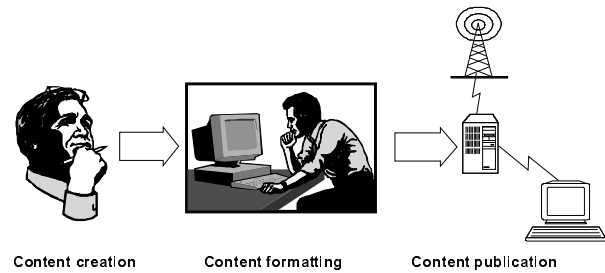 Content creation
Content formatting
Content publication